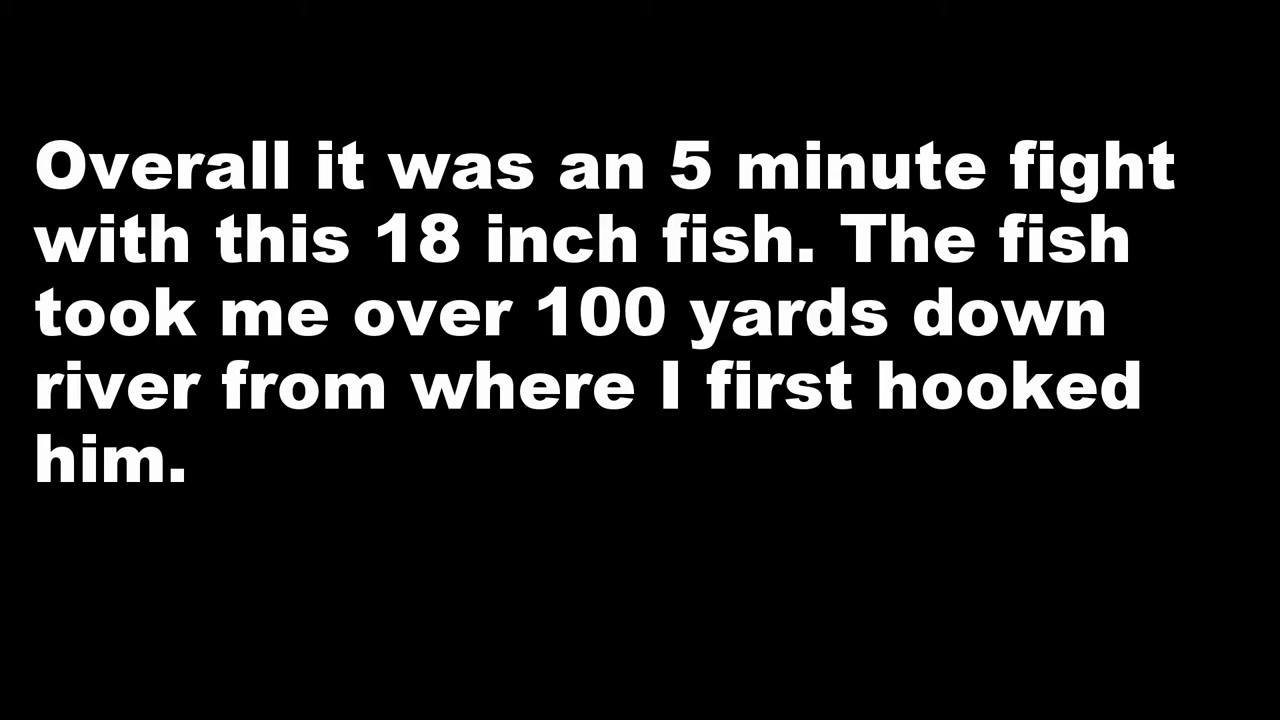 Overall it was an 5 minute fight
with this 18 inch fish. The fish
took me over 100 yards down
river from where I first hooked
him.